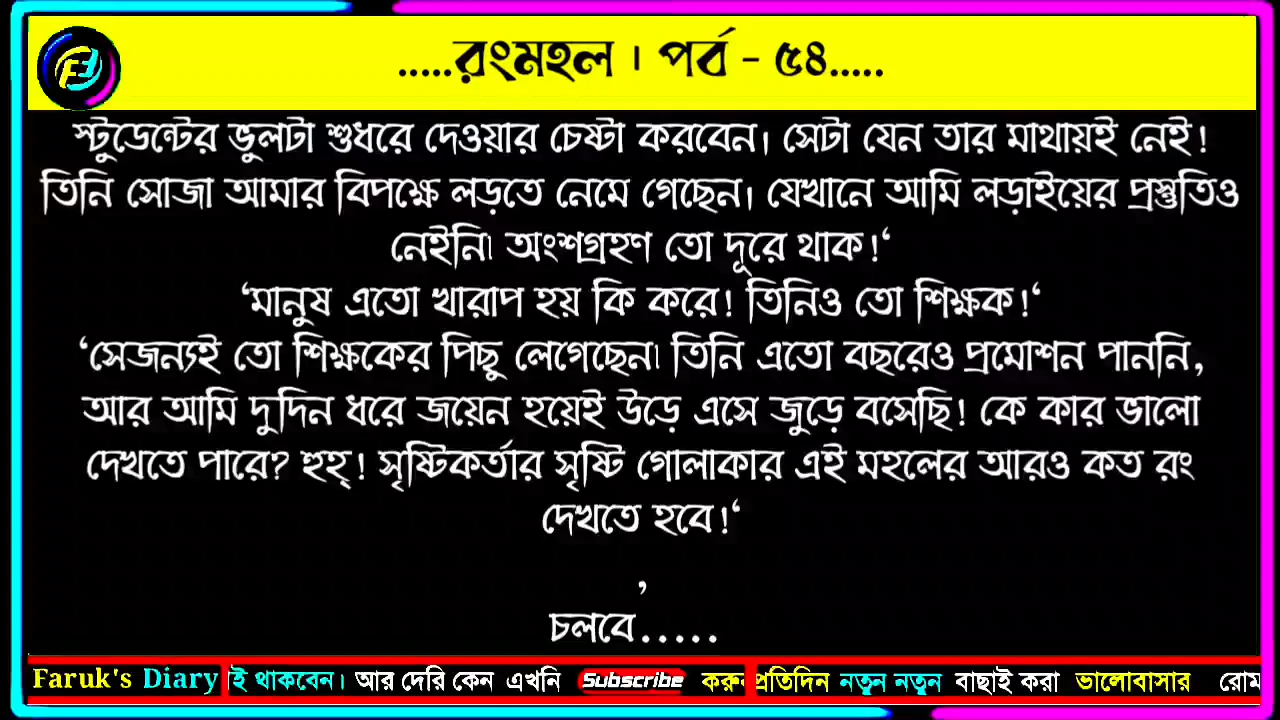 .....রংমহল । পর্ব - ৫৪.....
স্টুডেন্টের ভুলটা শুধরে দেওয়ার চেষ্টা করবেন। সেটা যেন তার মাথায়ই নেই!
তিনি সোজা আমার বিপক্ষে লড়তে নেমে গেছেন। যেখানে আমি লড়াইয়ের প্রস্তুতিও
নেইনি৷ অংশগ্রহণ তো দূরে থাক!‘
‘মানুষ এতো খারাপ হয় কি করে! তিনিও তো শিক্ষক!‘
‘সেজন্যই তো শিক্ষকের পিছু লেগেছেন৷ তিনি এতো বছরেও প্রমোশন পাননি,
আর আমি দুদিন ধরে জয়েন হয়েই উড়ে এসে জুড়ে বসেছি! কে কার ভালো
দেখতে পারে? হুহ্! সৃষ্টিকর্তার সৃষ্টি গোলাকার এই মহলের আরও কত রং
দেখতে হবে!‘
,
চলবে.....
Faruk's Diary ই থাকবেন। আর দেরি কেন এখনি Subscribe করুন প্রতিদিন নতুন নতুন বাছাই করা ভালোবাসার রোম